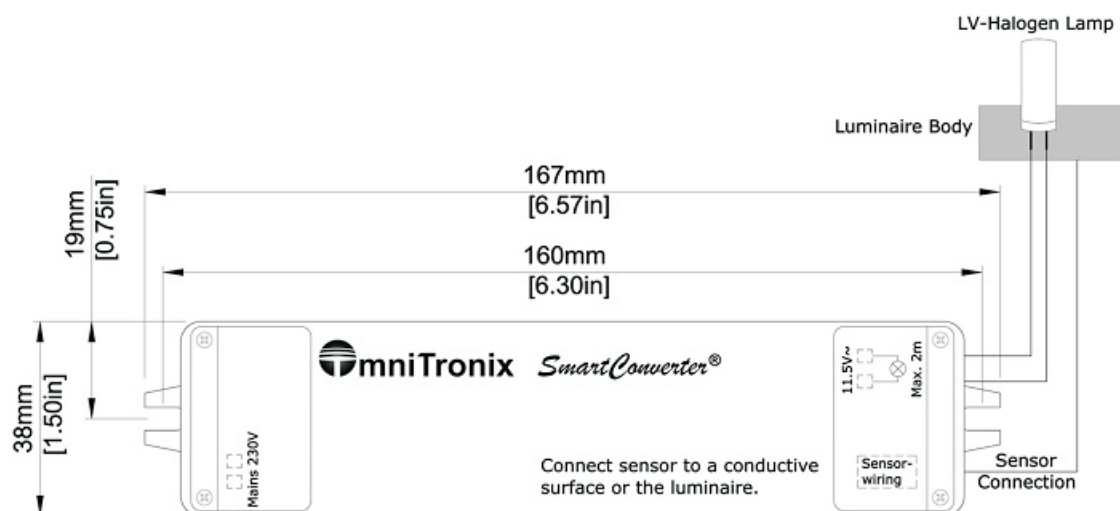 LV-Halogen Lamp
Luminaire Body
167mm
[6.57in]
19mm
[0.75in]
160mm
[6.30in]
38mm
[1.50in]
OmniTronix SmartConverter®
11.5V~
Max. 2m
Mains 230V
Connect sensor to a conductive
surface or the luminaire.
Sensor-
wiring
Sensor
Connection